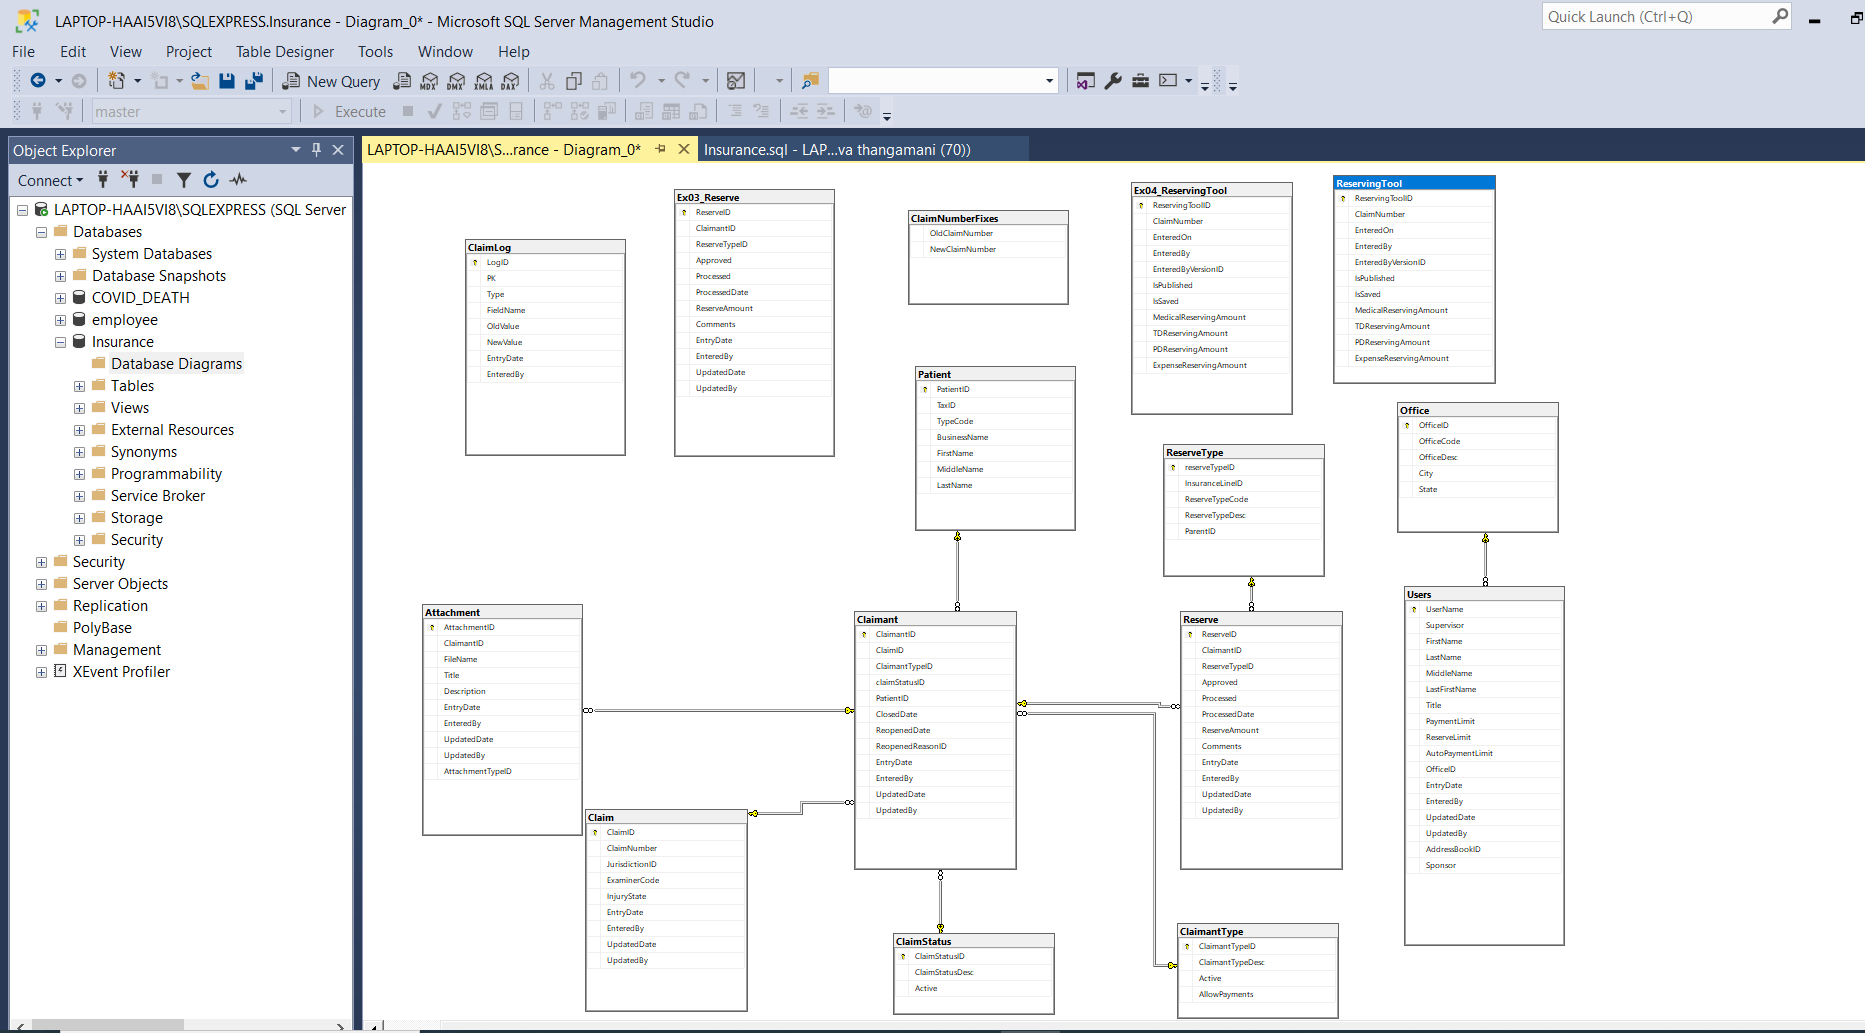 LAPTOP-HAAI5VI8\SQLEXPRESS.Insurance - Diagram_0* - Microsoft SQL Server Management Studio
Quick Launch (Ctrl+Q)
File Edit View Project Table Designer Tools Window Help
New Query MDX DMX XMLA DAX
master Execute
Object Explorer
Connect
LAPTOP-HAAI5VI8\SQLEXPRESS (SQL Server
Databases
System Databases
Database Snapshots
COVID_DEATH
employee
Insurance
Database Diagrams
Tables
Views
External Resources
Synonyms
Programmability
Service Broker
Storage
Security
Security
Server Objects
Replication
PolyBase
Management
XEvent Profiler
LAPTOP-HAAI5VI8\S...rance - Diagram_0*
Insurance.sql - LAP...va thangamani (70))
ClaimLog
LogID
PK
Type
FieldName
OldValue
NewValue
EntryDate
EnteredBy
Ex03_Reserve
ReserveID
ClaimantID
ReserveTypeID
Approved
Processed
ProcessedDate
ReserveAmount
Comments
EntryDate
EnteredBy
UpdatedDate
UpdatedBy
ClaimNumberFixes
OldClaimNumber
NewClaimNumber
Ex04_ReservingTool
ReservingToolID
ClaimNumber
EnteredOn
EnteredBy
EnteredByVersionID
IsPublished
IsSaved
MedicalReservingAmount
TDReservingAmount
PDReservingAmount
ExpenseReservingAmount
ReservingTool
ReservingToolID
ClaimNumber
EnteredOn
EnteredBy
EnteredByVersionID
IsPublished
IsSaved
MedicalReservingAmount
TDReservingAmount
PDReservingAmount
ExpenseReservingAmount
Patient
PatientID
TaxID
TypeCode
BusinessName
FirstName
MiddleName
LastName
ReserveType
reserveTypeID
InsuranceLineID
ReserveTypeCode
ReserveTypeDesc
ParentID
Office
OfficeID
OfficeCode
OfficeDesc
City
State
Attachment
AttachmentID
ClaimantID
FileName
Title
Description
EntryDate
EnteredBy
UpdatedDate
UpdatedBy
AttachmentTypeID
Claimant
ClaimantID
ClaimID
ClaimantTypeID
claimStatusID
PatientID
ClosedDate
ReopenedDate
ReopenedReasonID
EntryDate
EnteredBy
UpdatedDate
UpdatedBy
Reserve
ReserveID
ClaimantID
ReserveTypeID
Approved
Processed
ProcessedDate
ReserveAmount
Comments
EntryDate
EnteredBy
UpdatedDate
UpdatedBy
Users
UserName
Supervisor
FirstName
LastName
MiddleName
LastFirstName
Title
PaymentLimit
ReserveLimit
AutoPaymentLimit
OfficeID
EntryDate
EnteredBy
UpdatedDate
UpdatedBy
AddressBookID
Sponsor
Claim
ClaimID
ClaimNumber
JurisdictionID
ExaminerCode
InjuryState
EntryDate
EnteredBy
UpdatedDate
UpdatedBy
ClaimStatus
ClaimStatusID
ClaimStatusDesc
Active
ClaimantType
ClaimantTypeID
ClaimantTypeDesc
Active
AllowPayments